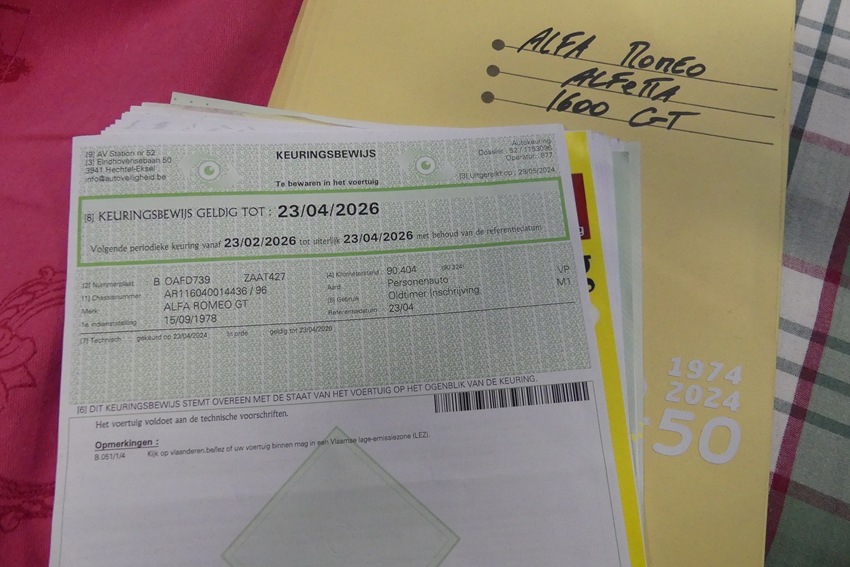 ALFA ROMEO
ALFETTA
1600 GT
[9] AV Station nr 52
[3] Eindhovensebaan 50
3941 Hechtel-Eksel
info@autoveiligheid.be
KEURINGSBEWIJS
Te bewaren in het voertuig
Autokeuring
Dossier : 52 / 1153096
Operator : 877
[3] Uitgereikt op : 29/05/2024
[8] KEURINGSBEWIJS GELDIG TOT : 23/04/2026
Volgende periodieke keuring vanaf 23/02/2026 tot uiterlijk 23/04/2026 met behoud van de referentiedatum
[2] Nummerplaat B OAFD739 ZAAT427
[1] Chassisnummer AR116040014436 / 96
Merk ALFA ROMEO GT
1e indienststelling 15/09/1978
[4] Kilometerstand 90.404
Aard Personenauto VP
[5] Gebruik Oldtimer Inschrijving M1
Referentiedatum 23/04
[7] Technisch gekeurd op 23/04/2024 In orde geldig tot
[6] DIT KEURINGSBEWIJS STEMT OVEREEN MET DE STAAT VAN HET VOERTUIG OP HET OGENBLIK VAN DE KEURING.
Het voertuig voldoet aan de technische voorschriften.
Opmerkingen :
B 051/1/4 Kijk op vlaanderen.be/lez of uw voertuig binnen mag in een Vlaamse lage-emissiezone (LEZ).
1974
2024
50